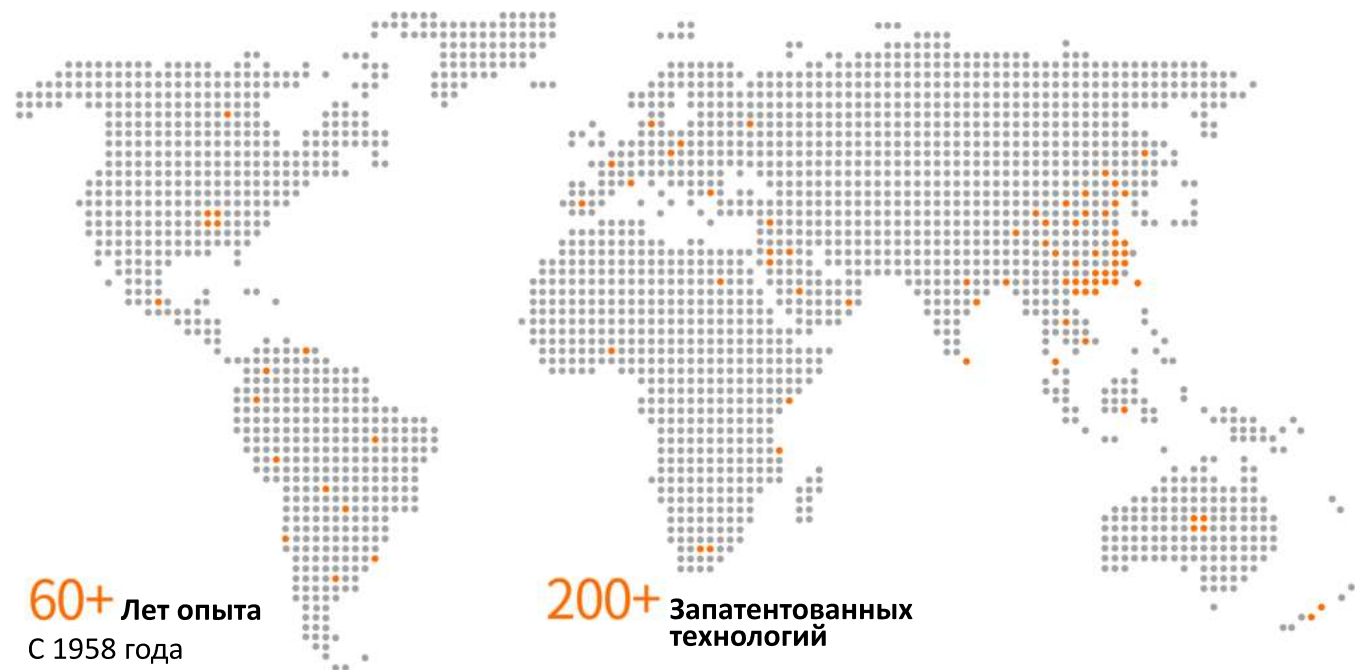 60+ Лет опыта
С 1958 года
200+ Запатентованных
технологий